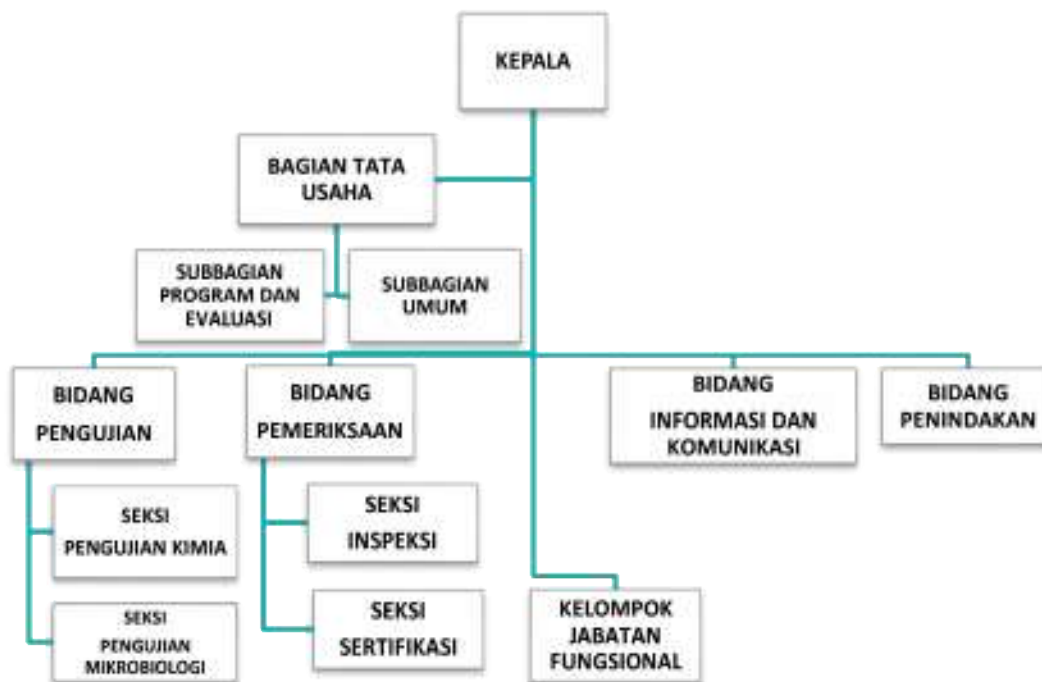 KEPALA
BAGIAN TATA
USAHA
SUBBAGIAN
PROGRAM DAN
EVALUASI
SUBBAGIAN
UMUM
BIDANG
PENGUJIAN
BIDANG
PEMERIKSAAN
BIDANG
INFORMASI DAN
KOMUNIKASI
BIDANG
PENINDAKAN
SEKSI
PENGUJIAN KIMIA
SEKSI
INSPEKSI
SEKSI
PENGUJIAN
MIKROBIOLOGI
SEKSI
SERTIFIKASI
KELOMPOK
JABATAN
FUNGSIONAL